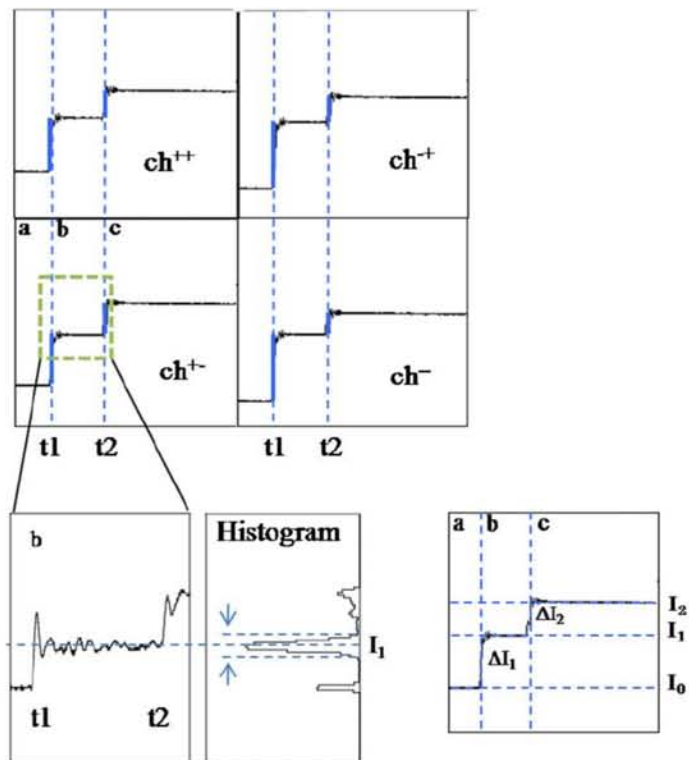 ch⁺⁺
ch⁻⁺
a b c
ch⁺⁻
ch⁻
t1 t2
t1 t2
b
t1 t2
Histogram
I₁
a b c
I₂
ΔI₂
I₁
ΔI₁
I₀